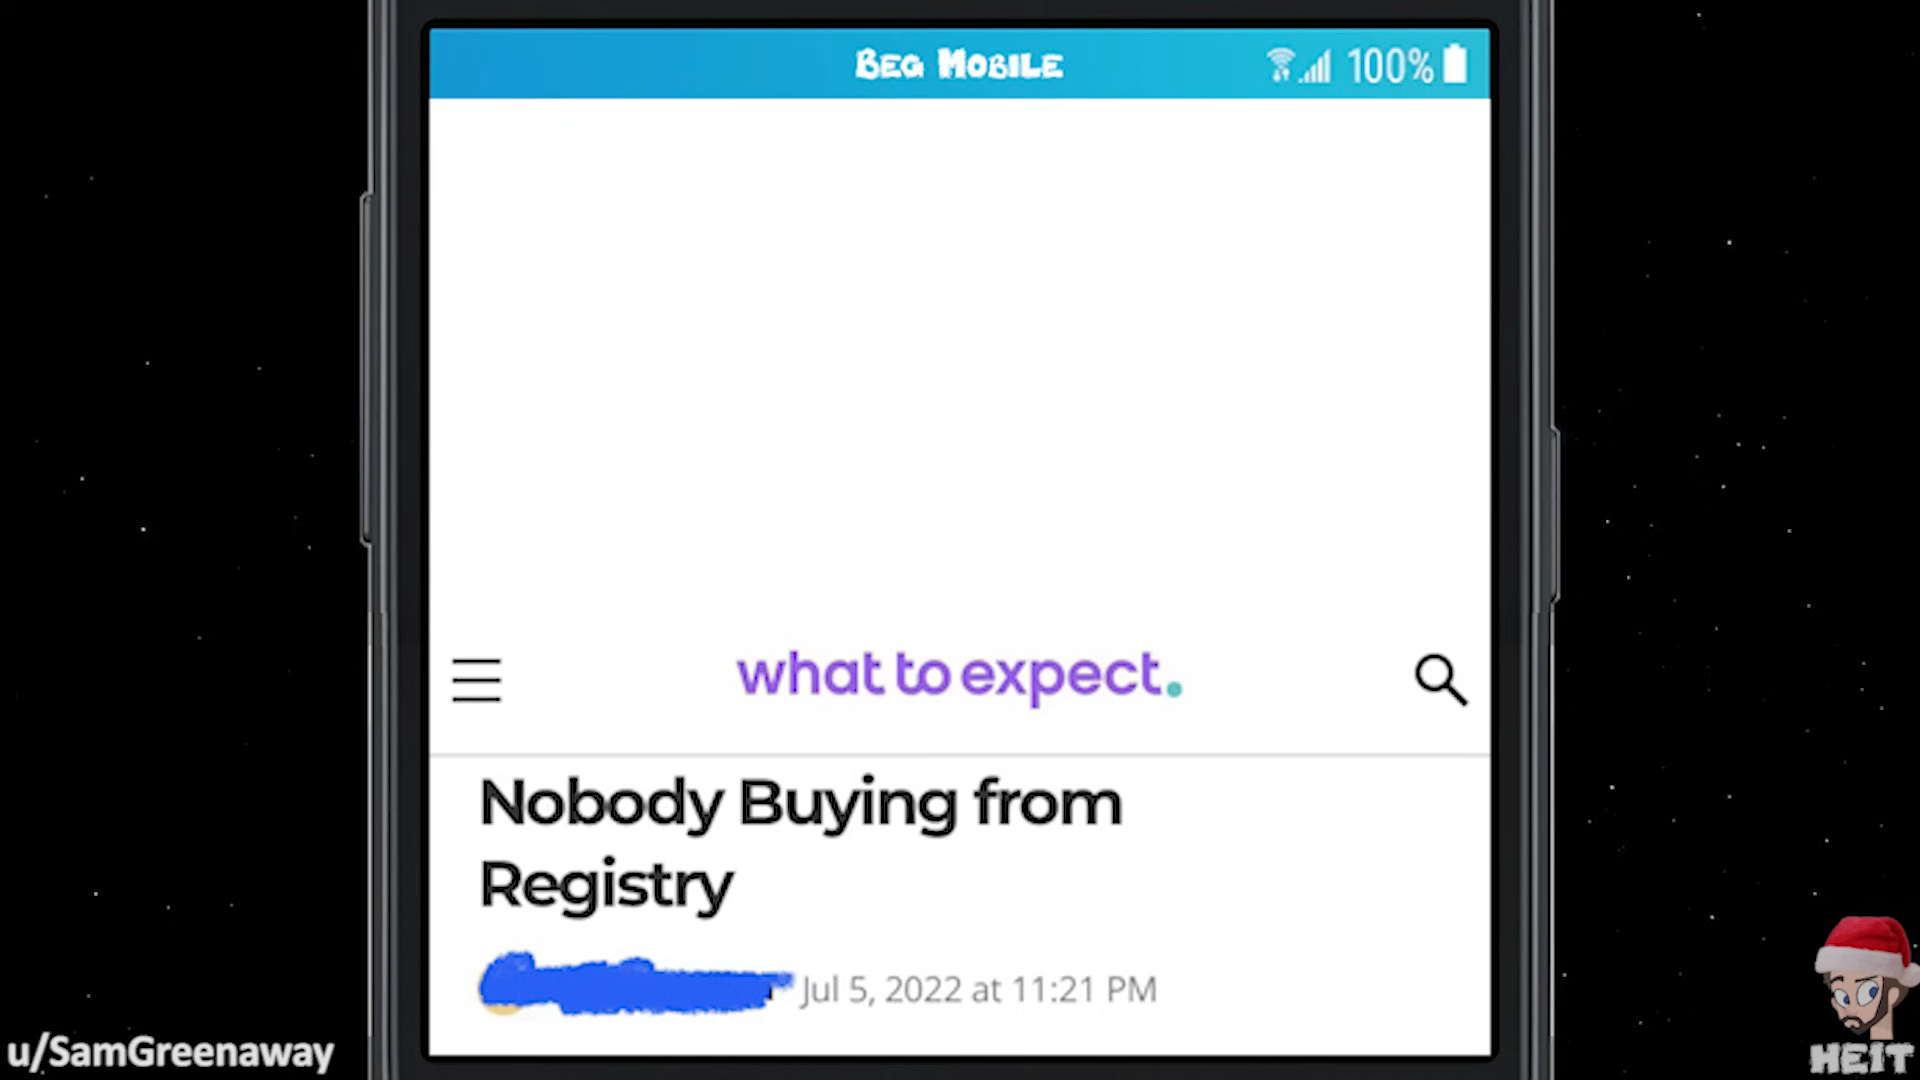 Beg Mobile
100%
what to expect.
Nobody Buying from
Registry
Jul 5, 2022 at 11:21 PM
u/SamGreenaway
HEIT